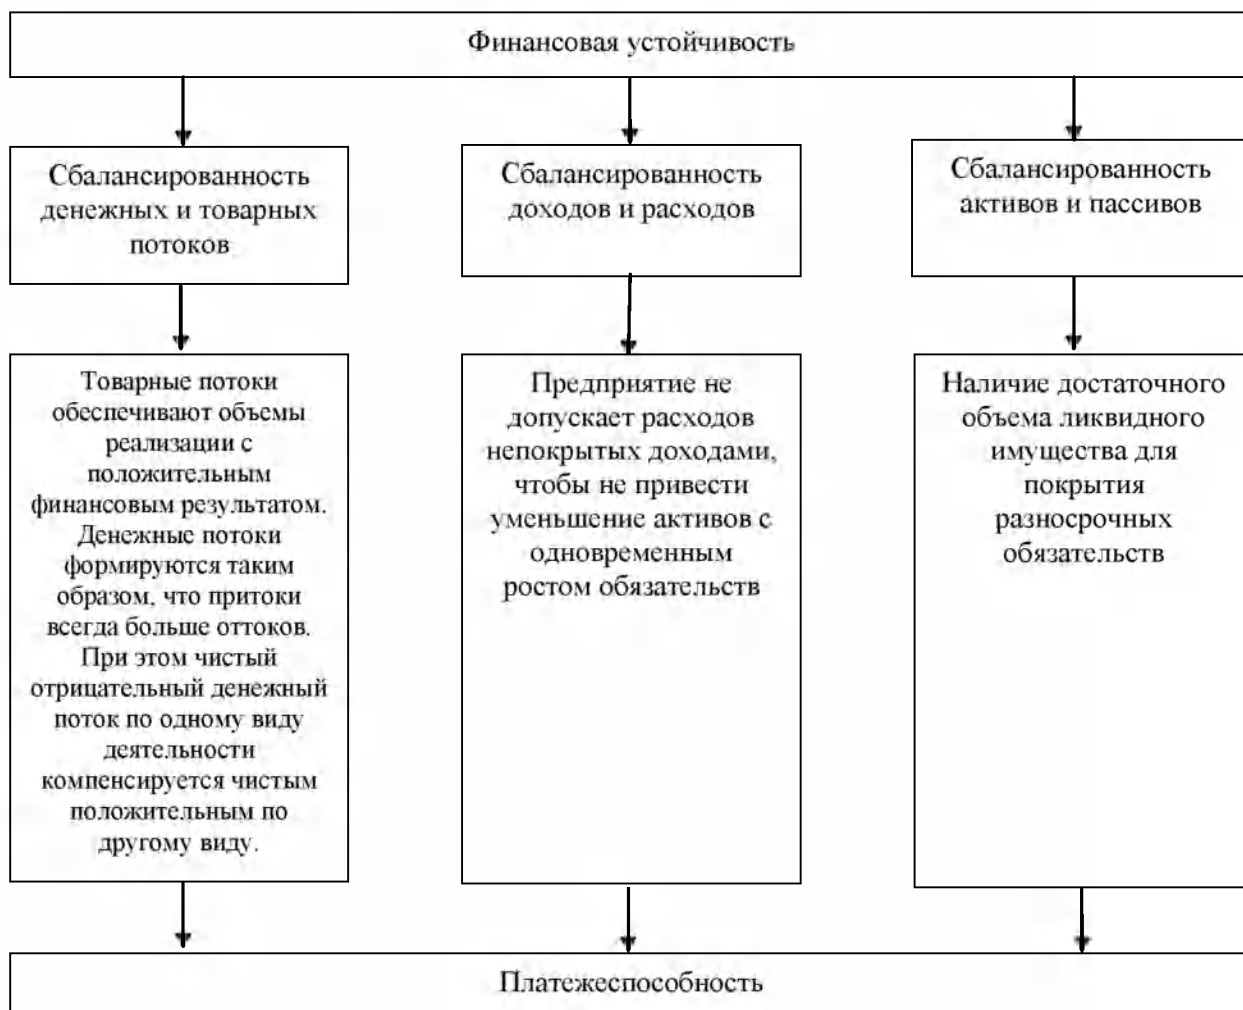 Финансовая устойчивость
Сбалансированность
денежных и товарных
потоков
Сбалансированность
доходов и расходов
Сбалансированность
активов и пассивов
Товарные потоки
обеспечивают объемы
реализации с
положительным
финансовым результатом.
Денежные потоки
формируются таким
образом, что притоки
всегда больше оттоков.
При этом чистый
отрицательный денежный
поток по одному виду
деятельности
компенсируется чистым
положительным по
другому виду.
Предприятие не
допускает расходов
непокрытых доходами,
чтобы не привести
уменьшение активов с
одновременным
ростом обязательств
Наличие достаточного
объема ликвидного
имущества для
покрытия
разносрочных
обязательств
Платежеспособность